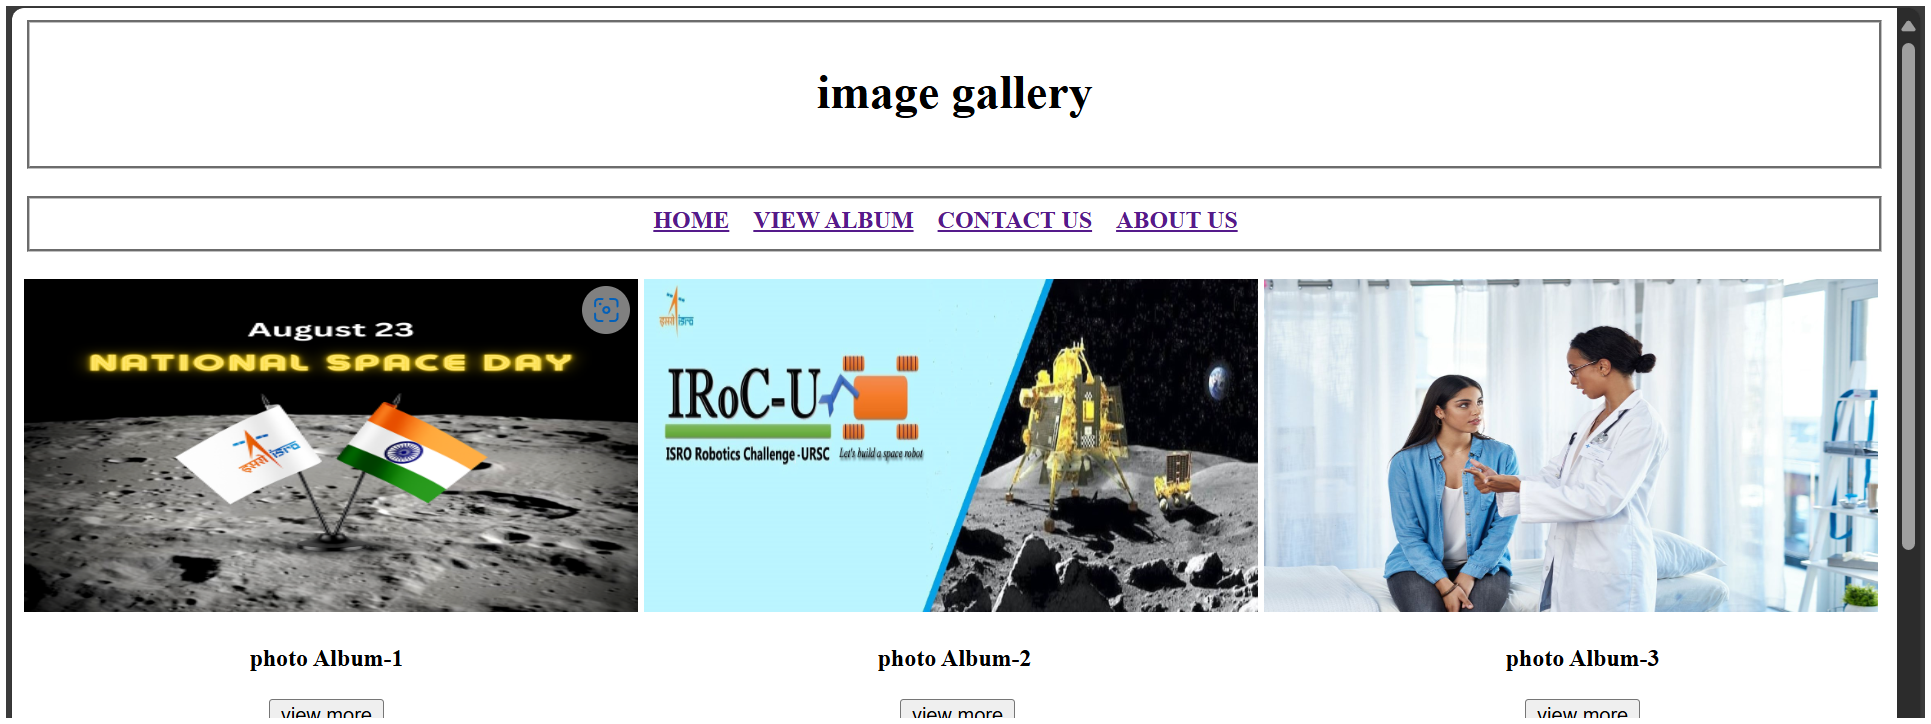 image gallery
HOME VIEW ALBUM CONTACT US ABOUT US
August 23
NATIONAL SPACE DAY
इसरो isro
इसरो isro
IRoC-U
ISRO Robotics Challenge -URSC Let's build a space robot
photo Album-1 photo Album-2 photo Album-3
view more view more view more